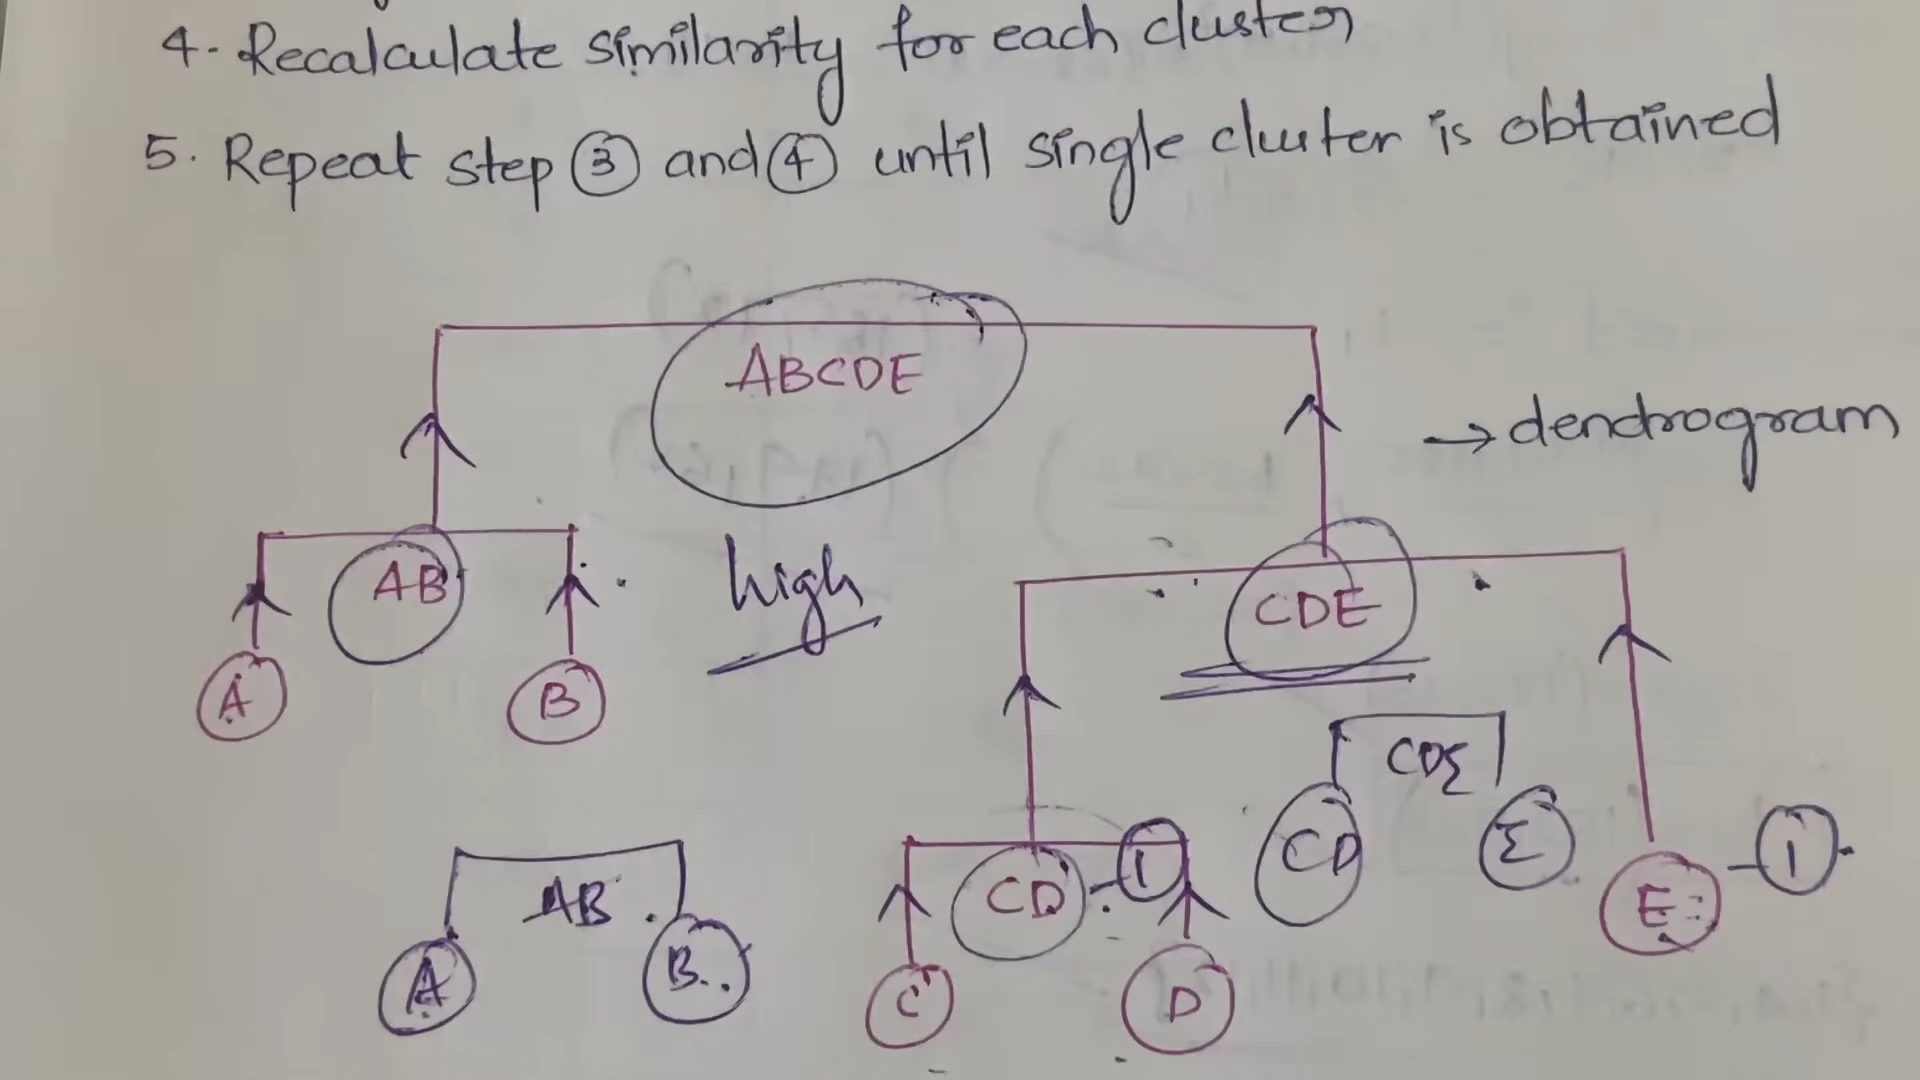 4. Recalculate similarity for each cluster
5. Repeat step ③ and ④ until single cluster is obtained
ABCDE
→ dendrogram
AB
high
CDE
A
B
CDE
CD
E
CD - 1
E - 1
AB
A
B
C
D